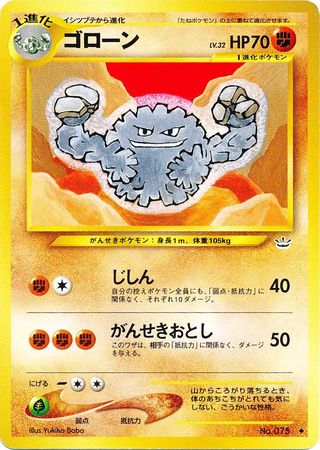 1進化
イシツブテから進化
「たねポケモン」の上に重ねて進化させます。
ゴローン
LV.32 HP70
1進化ポケモン
がんせきポケモン：身長1m、体重105kg
じしん 40
自分の控えポケモン全員にも、「弱点・抵抗力」に
関係なく、それぞれ10ダメージ。
がんせきおとし 50
このワザは、相手の「抵抗力」に関係なく、ダメージ
を与える。
にげる
弱点 抵抗力
山からころがり落ちるとき、
体のあちこちがとれても気に
しない、ごうかいな性格。
illus.Yukiko Baba
No.075